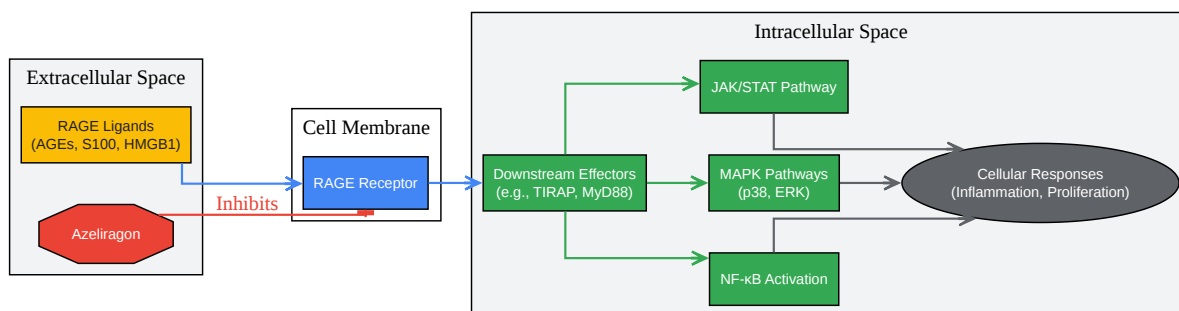 Extracellular Space
RAGE Ligands
(AGEs, S100, HMGB1)
Azeliragon
Inhibits
Cell Membrane
RAGE Receptor
Intracellular Space
Downstream Effectors
(e.g., TIRAP, MyD88)
JAK/STAT Pathway
MAPK Pathways
(p38, ERK)
NF-κB Activation
Cellular Responses
(Inflammation, Proliferation)